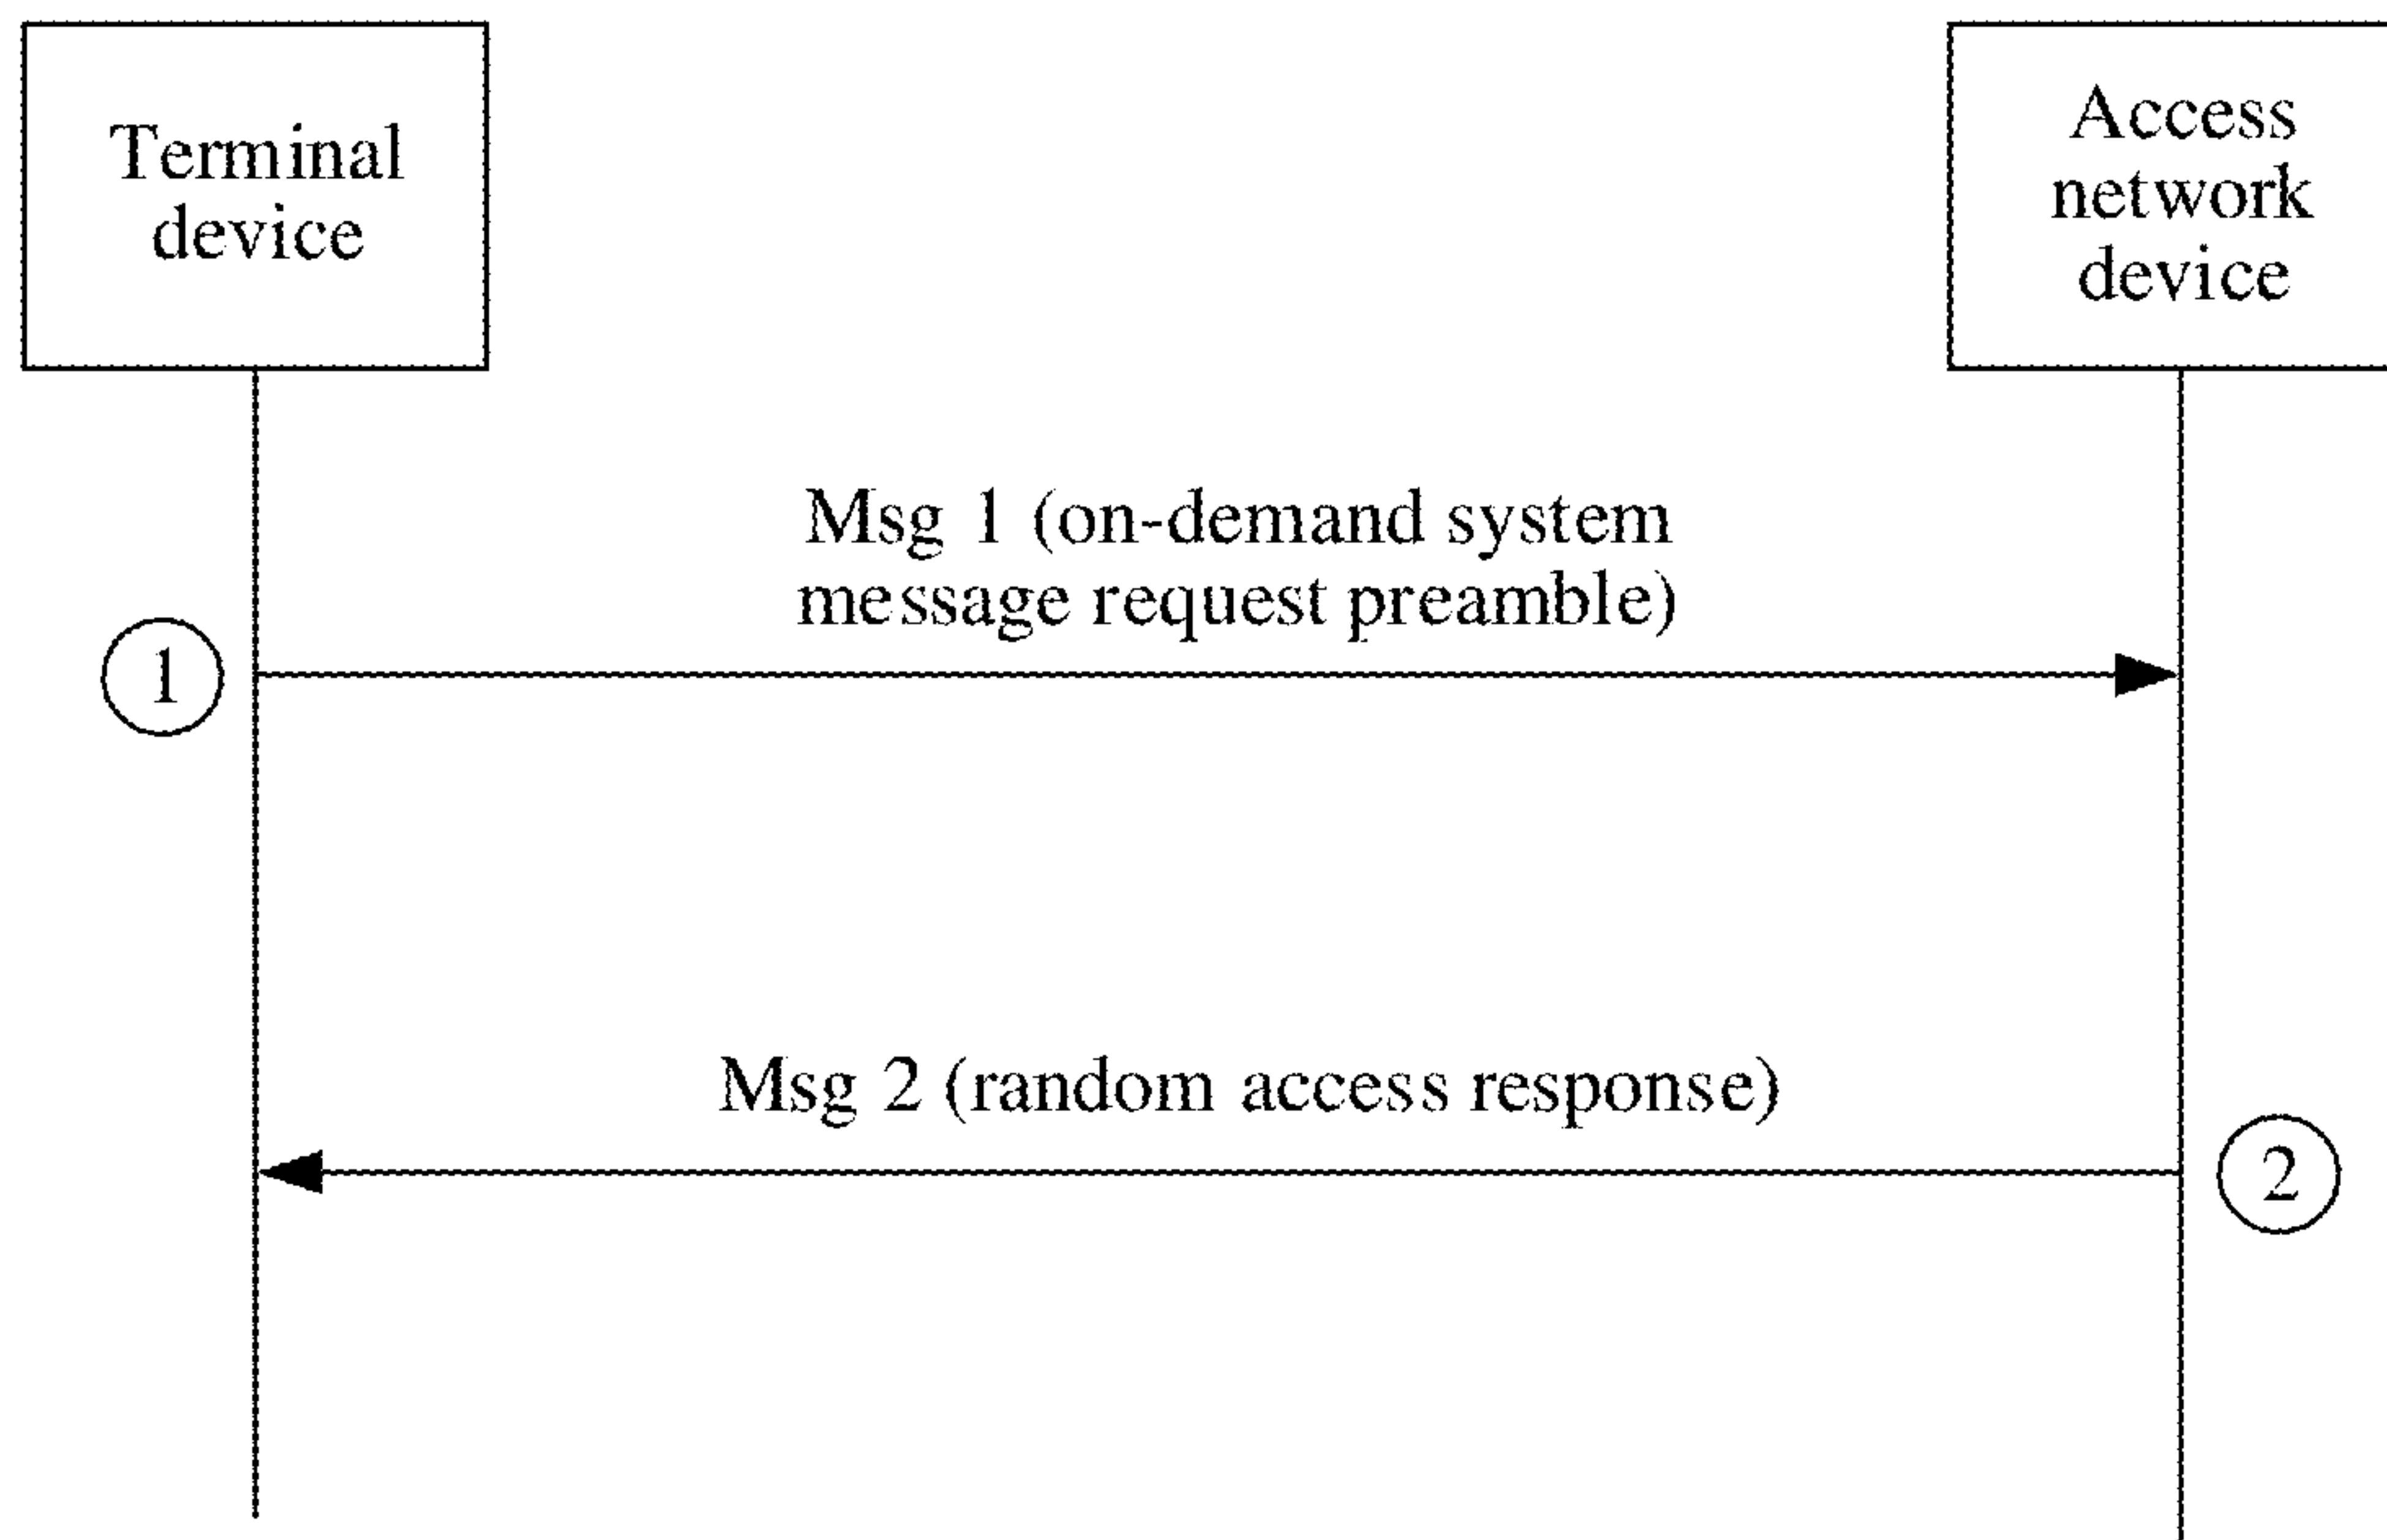 Terminal
device
Access
network
device
Msg 1 (on-demand system
message request preamble)
1
Msg 2 (random access response)
2